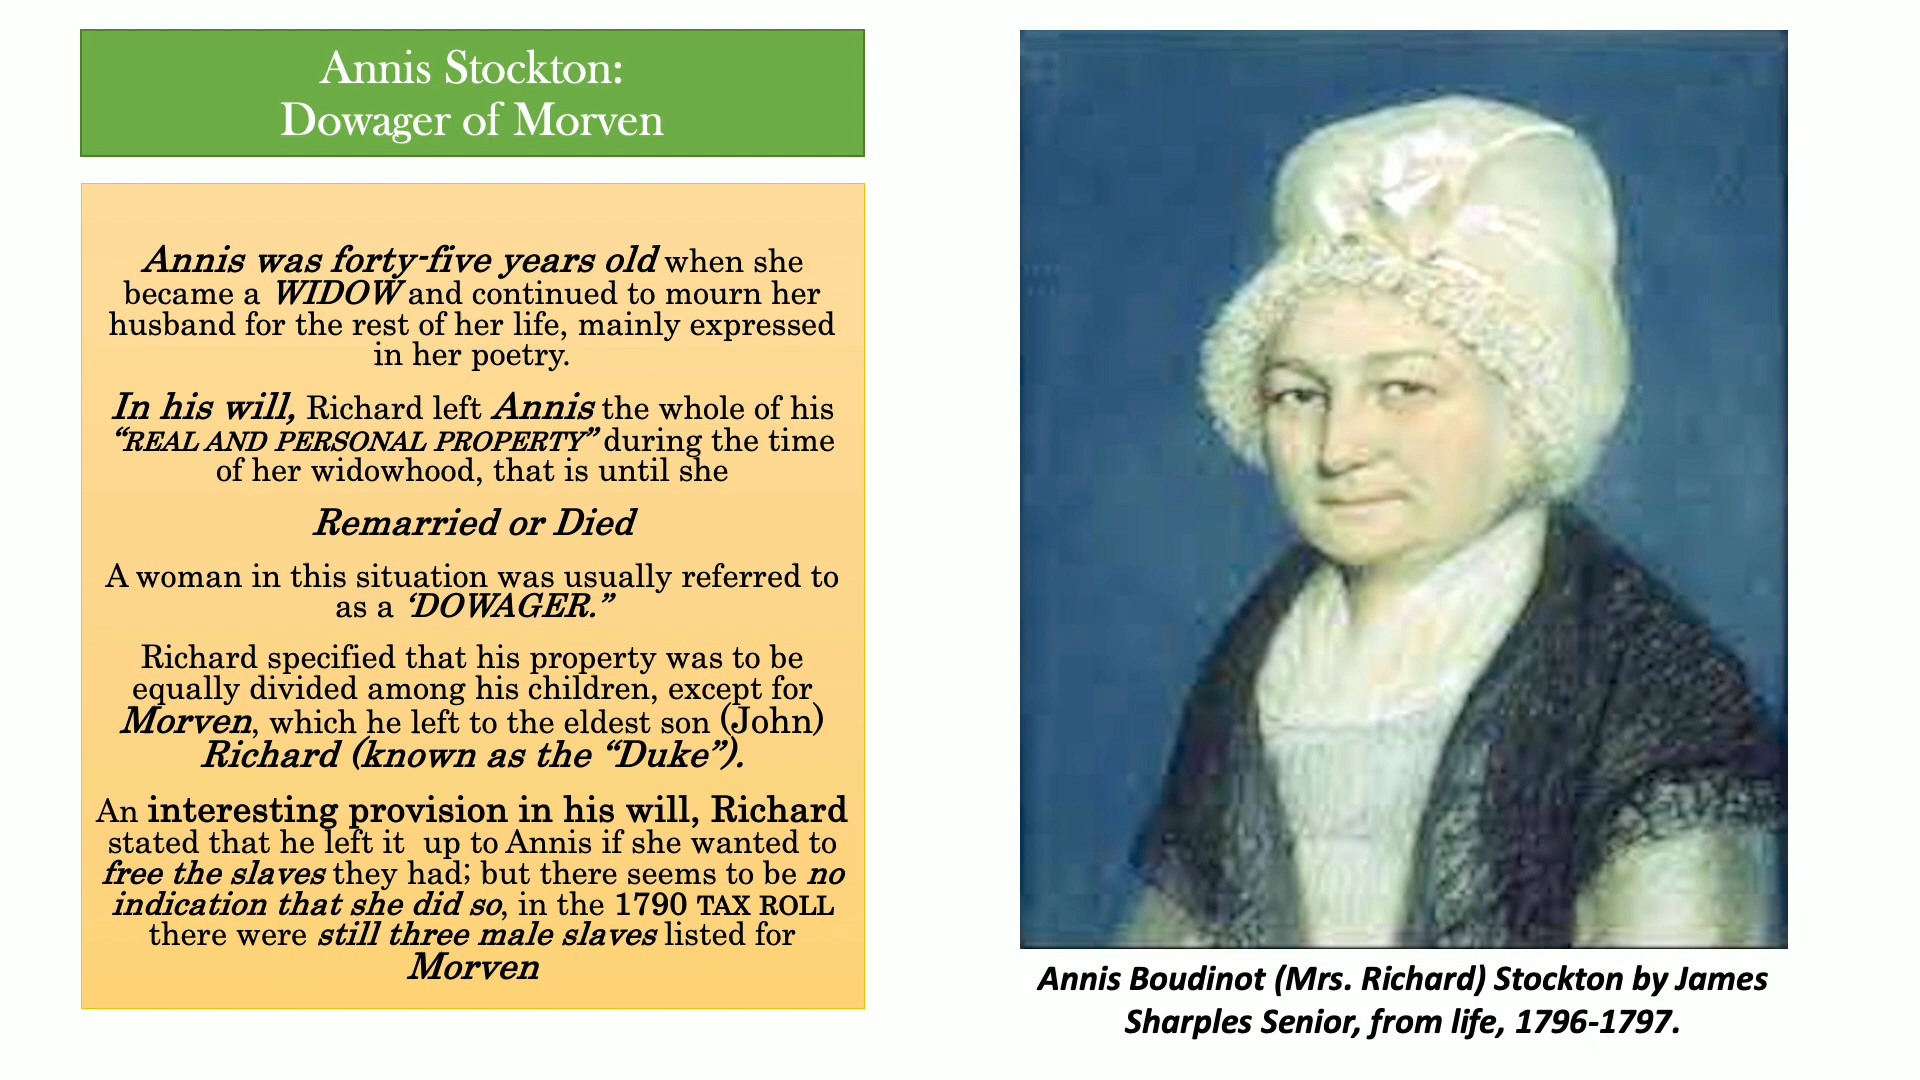 Annis Stockton:
Dowager of Morven
Annis was forty-five years old when she
became a WIDOW and continued to mourn her
husband for the rest of her life, mainly expressed
in her poetry.
In his will, Richard left Annis the whole of his
“REAL AND PERSONAL PROPERTY” during the time
of her widowhood, that is until she
Remarried or Died
A woman in this situation was usually referred to
as a ‘DOWAGER.”
Richard specified that his property was to be
equally divided among his children, except for
Morven, which he left to the eldest son (John)
Richard (known as the “Duke”).
An interesting provision in his will, Richard
stated that he left it  up to Annis if she wanted to
free the slaves they had; but there seems to be no
indication that she did so, in the 1790 TAX ROLL
there were still three male slaves listed for
Morven
Annis Boudinot (Mrs. Richard) Stockton by James
Sharples Senior, from life, 1796-1797.